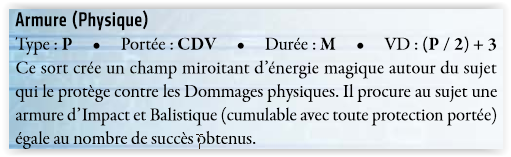 Armure (Physique)
Type : P • Portée : CDV • Durée : M • VD : (P / 2) + 3
Ce sort crée un champ miroitant d'énergie magique autour du sujet
qui le protège contre les Dommages physiques. Il procure au sujet une
armure d'Impact et Balistique (cumulable avec toute protection portée)
égale au nombre de succès obtenus.